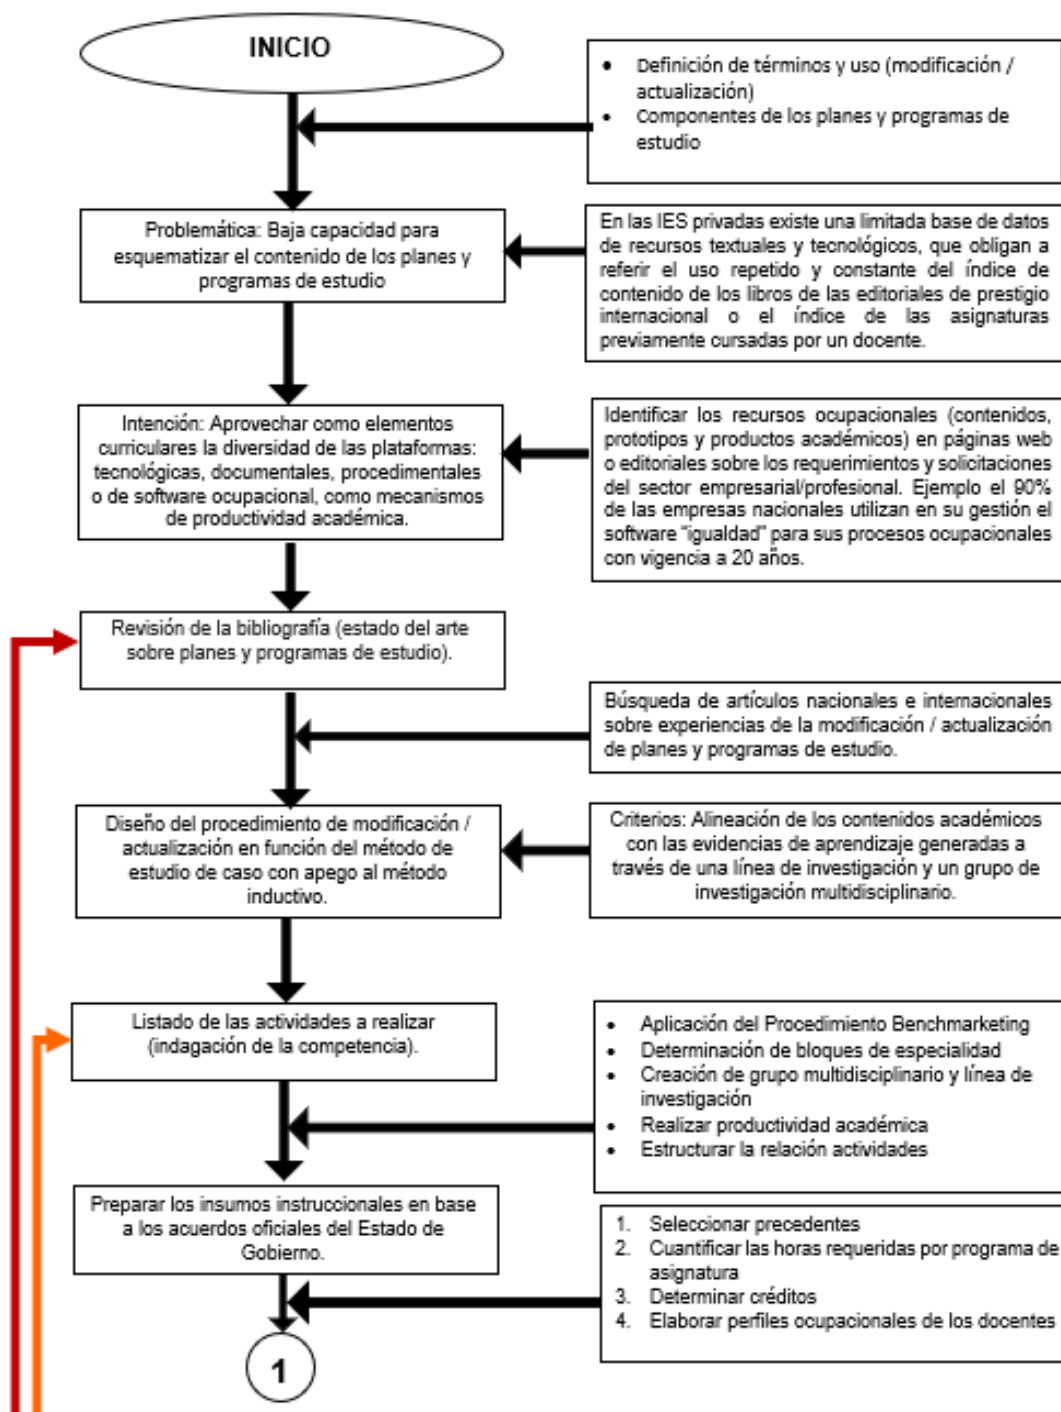 INICIO
• Definición de términos y uso (modificación /
actualización)
• Componentes de los planes y programas de
estudio
Problemática: Baja capacidad para
esquematizar el contenido de los planes y
programas de estudio
En las IES privadas existe una limitada base de datos
de recursos textuales y tecnológicos, que obligan a
referir el uso repetido y constante del índice de
contenido de los libros de las editoriales de prestigio
internacional o el índice de las asignaturas
previamente cursadas por un docente.
Intención: Aprovechar como elementos
curriculares la diversidad de las plataformas:
tecnológicas, documentales, procedimentales
o de software ocupacional, como mecanismos
de productividad académica.
Identificar los recursos ocupacionales (contenidos,
prototipos y productos académicos) en páginas web
o editoriales sobre los requerimientos y solicitaciones
del sector empresarial/profesional. Ejemplo el 90%
de las empresas nacionales utilizan en su gestión el
software “igualdad” para sus procesos ocupacionales
con vigencia a 20 años.
Revisión de la bibliografía (estado del arte
sobre planes y programas de estudio).
Búsqueda de artículos nacionales e internacionales
sobre experiencias de la modificación / actualización
de planes y programas de estudio.
Diseño del procedimiento de modificación /
actualización en función del método de
estudio de caso con apego al método
inductivo.
Criterios: Alineación de los contenidos académicos
con las evidencias de aprendizaje generadas a
través de una línea de investigación y un grupo de
investigación multidisciplinario.
Listado de las actividades a realizar
(indagación de la competencia).
• Aplicación del Procedimiento Benchmarketing
• Determinación de bloques de especialidad
• Creación de grupo multidisciplinario y línea de
investigación
• Realizar productividad académica
• Estructurar la relación actividades
Preparar los insumos instruccionales en base
a los acuerdos oficiales del Estado de
Gobierno.
1. Seleccionar precedentes
2. Cuantificar las horas requeridas por programa de
asignatura
3. Determinar créditos
4. Elaborar perfiles ocupacionales de los docentes
1